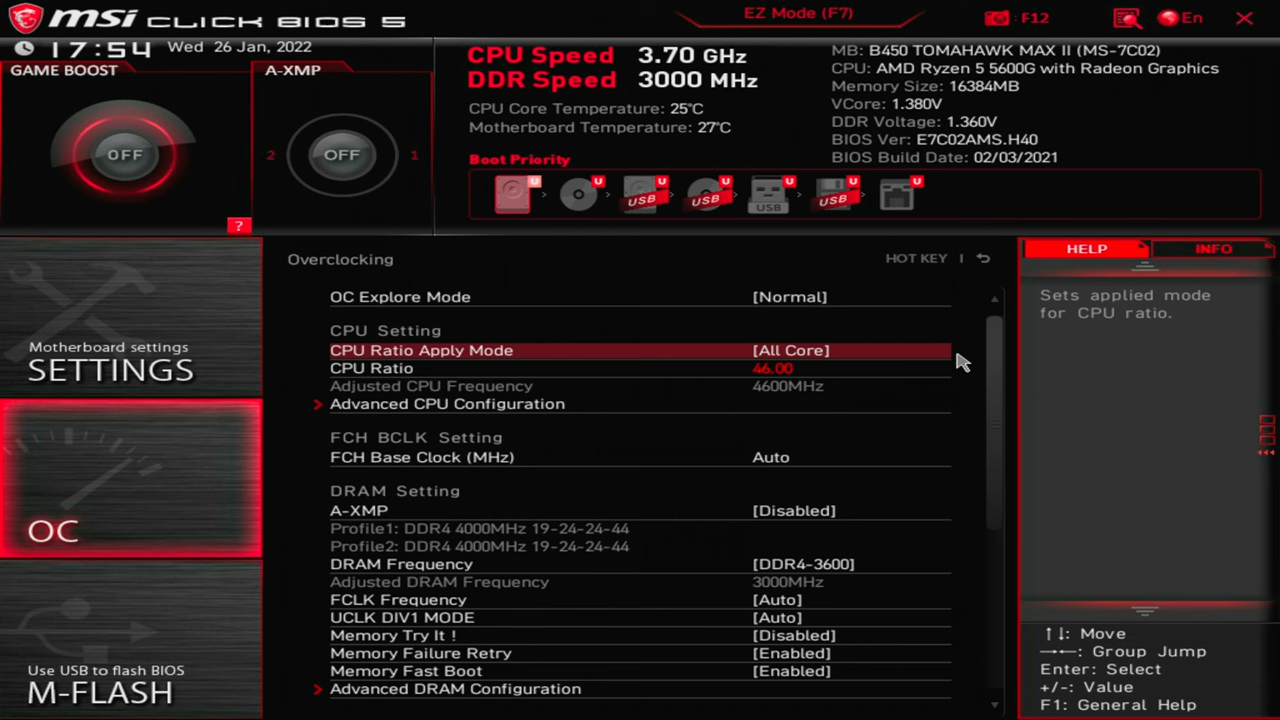 msi CLICK BIOS 5
EZ Mode (F7)
F12
En
17:54 Wed 26 Jan, 2022
GAME BOOST
OFF
A-XMP
2 OFF 1
?
CPU Speed 3.70 GHz
DDR Speed 3000 MHz
CPU Core Temperature: 25°C
Motherboard Temperature: 27°C
MB: B450 TOMAHAWK MAX II (MS-7C02)
CPU: AMD Ryzen 5 5600G with Radeon Graphics
Memory Size: 16384MB
VCore: 1.380V
DDR Voltage: 1.360V
BIOS Ver: E7C02AMS.H40
BIOS Build Date: 02/03/2021
Boot Priority
U U U U U U U
USB USB USB USB
Motherboard settings
SETTINGS
OC
Use USB to flash BIOS
M-FLASH
Overclocking
HOT KEY |
OC Explore Mode [Normal]
CPU Setting
CPU Ratio Apply Mode [All Core]
CPU Ratio 46.00
Adjusted CPU Frequency 4600MHz
Advanced CPU Configuration
FCH BCLK Setting
FCH Base Clock (MHz) Auto
DRAM Setting
A-XMP [Disabled]
Profile1: DDR4 4000MHz 19-24-24-44
Profile2: DDR4 4000MHz 19-24-24-44
DRAM Frequency [DDR4-3600]
Adjusted DRAM Frequency 3000MHz
FCLK Frequency [Auto]
UCLK DIV1 MODE [Auto]
Memory Try It ! [Disabled]
Memory Failure Retry [Enabled]
Memory Fast Boot [Enabled]
Advanced DRAM Configuration
HELP
INFO
Sets applied mode
for CPU ratio.
↑↓: Move
→←: Group Jump
Enter: Select
+/-: Value
F1: General Help